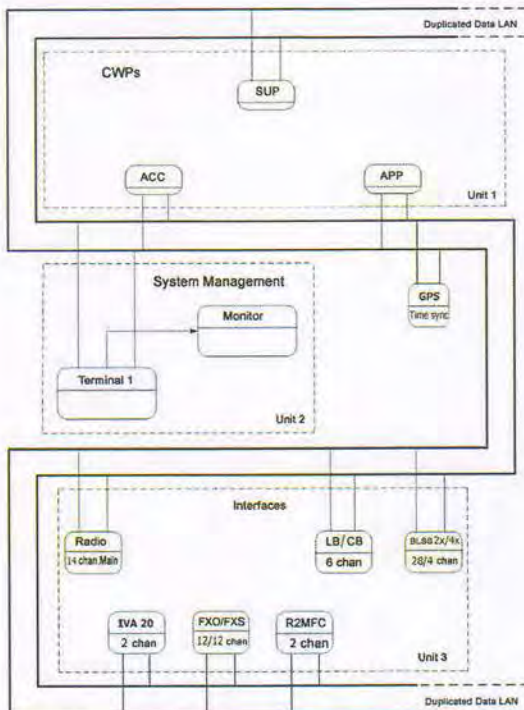 Duplicated Data LAN
CWPs
SUP
ACC
APP
Unit 1
System Management
Monitor
GPS
Time sync
Terminal 1
Unit 2
Interfaces
Radio
14 chan.Main
LB/CB
6 chan
BL88 2x/4x
28/4 chan
IVA 20
2 chan
FXO/FXS
12/12 chan
R2MFC
2 chan
Unit 3
Duplicated Data LAN